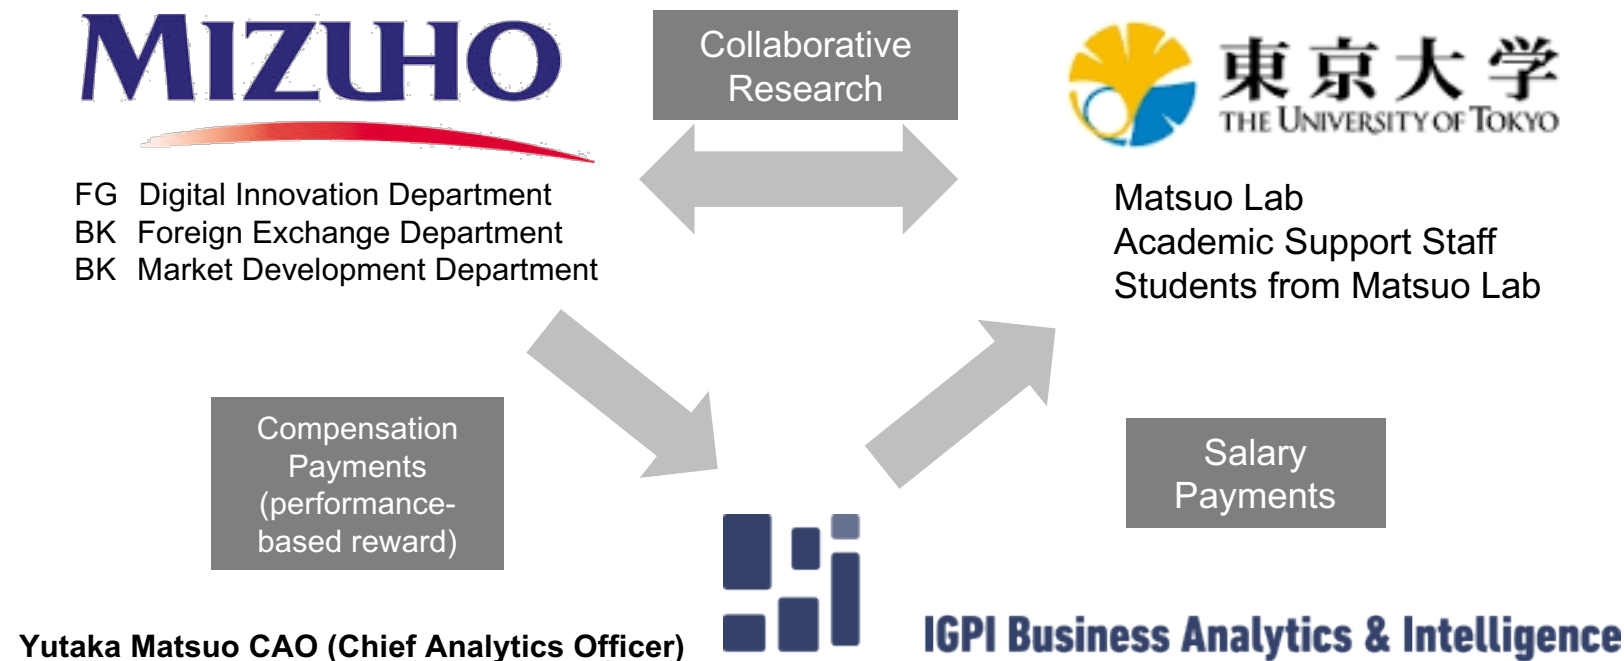 MIZUHO
FG Digital Innovation Department
BK Foreign Exchange Department
BK Market Development Department
Collaborative
Research
東京大学
THE UNIVERSITY OF TOKYO
Matsuo Lab
Academic Support Staff
Students from Matsuo Lab
Compensation
Payments
(performance-
based reward)
Salary
Payments
Yutaka Matsuo CAO (Chief Analytics Officer)
IGPI Business Analytics & Intelligence